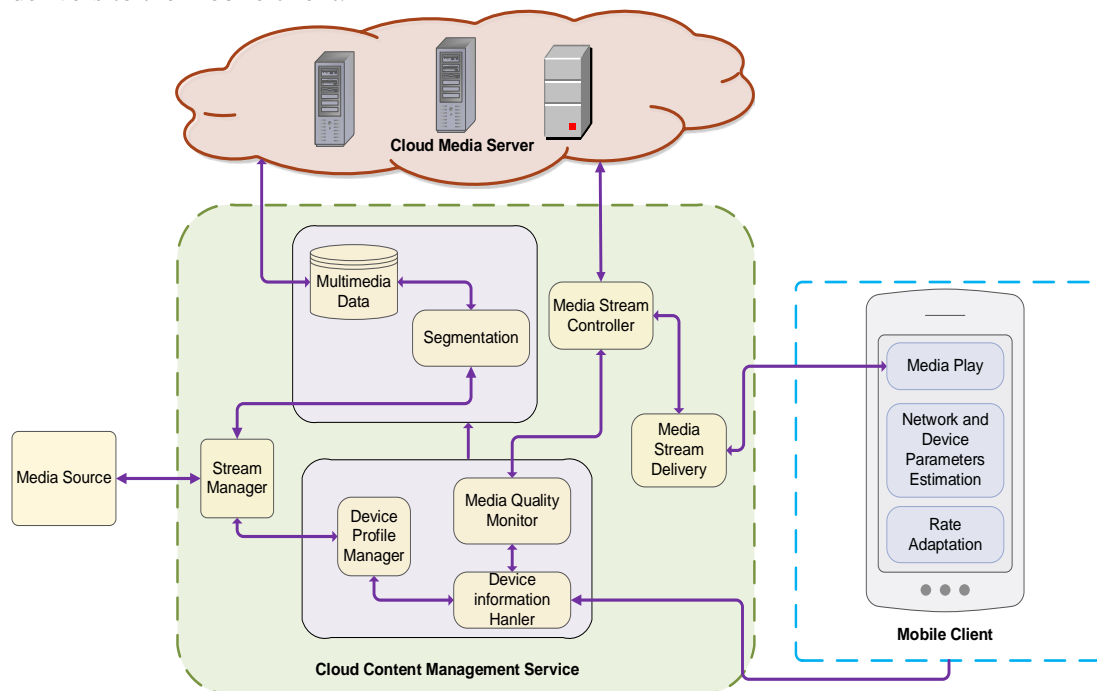 Cloud Media Server
Multimedia
Data
Segmentation
Media Stream
Controller
Media Play
Network and
Device
Parameters
Estimation
Rate
Adaptation
Media
Stream
Delivery
Media Source
Stream
Manager
Device
Profile
Manager
Media Quality
Monitor
Device
information
Hanler
Mobile Client
Cloud Content Management Service